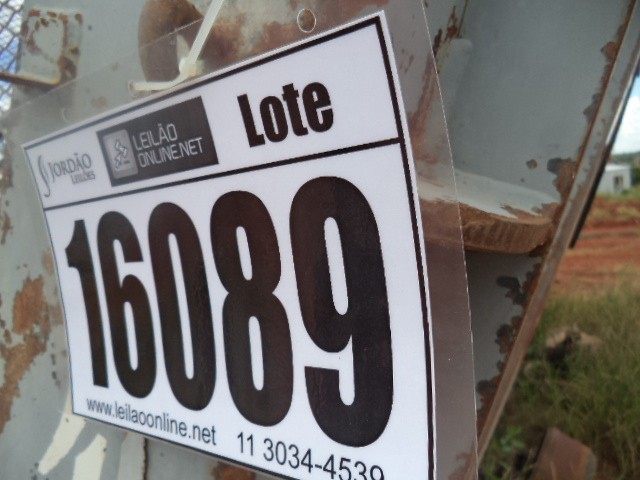 JORDÃO
LEILÕES
LEILÃO
ONLINE.NET
Lote
16089
www.leilaoonline.net 11 3034-4539